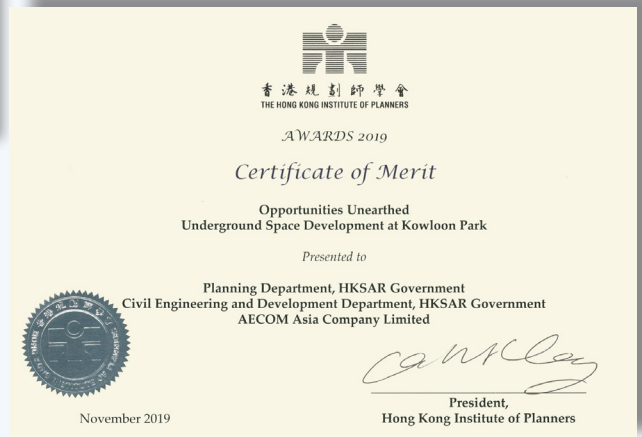 香港規劃師學會
THE HONG KONG INSTITUTE OF PLANNERS
AWARDS 2019
Certificate of Merit
Opportunities Unearthed
Underground Space Development at Kowloon Park
Presented to
Planning Department, HKSAR Government
Civil Engineering and Development Department, HKSAR Government
AECOM Asia Company Limited
President,
November 2019
Hong Kong Institute of Planners